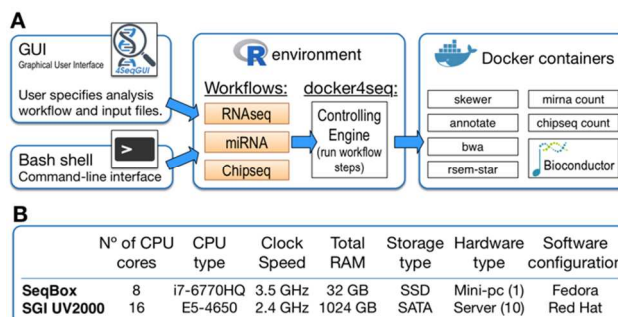 A
GUI
Graphical User Interface
4SeqGUI
User specifies analysis
workflow and input files.
Bash shell
Command-line interface
>
R environment
Workflows:
RNAseq
miRNA
Chipseq
docker4seq:
Controlling
Engine
(run workflow
steps)
Docker containers
skewer
mirna count
annotate
chipseq count
bwa
rsem-star
Bioconductor
B
Nº of CPU cores CPU type Clock Speed Total RAM Storage type Hardware type Software configuration
SeqBox 8 i7-6770HQ 3.5 GHz 32 GB SSD Mini-pc (1) Fedora
SGI UV2000 16 E5-4650 2.4 GHz 1024 GB SATA Server (10) Red Hat